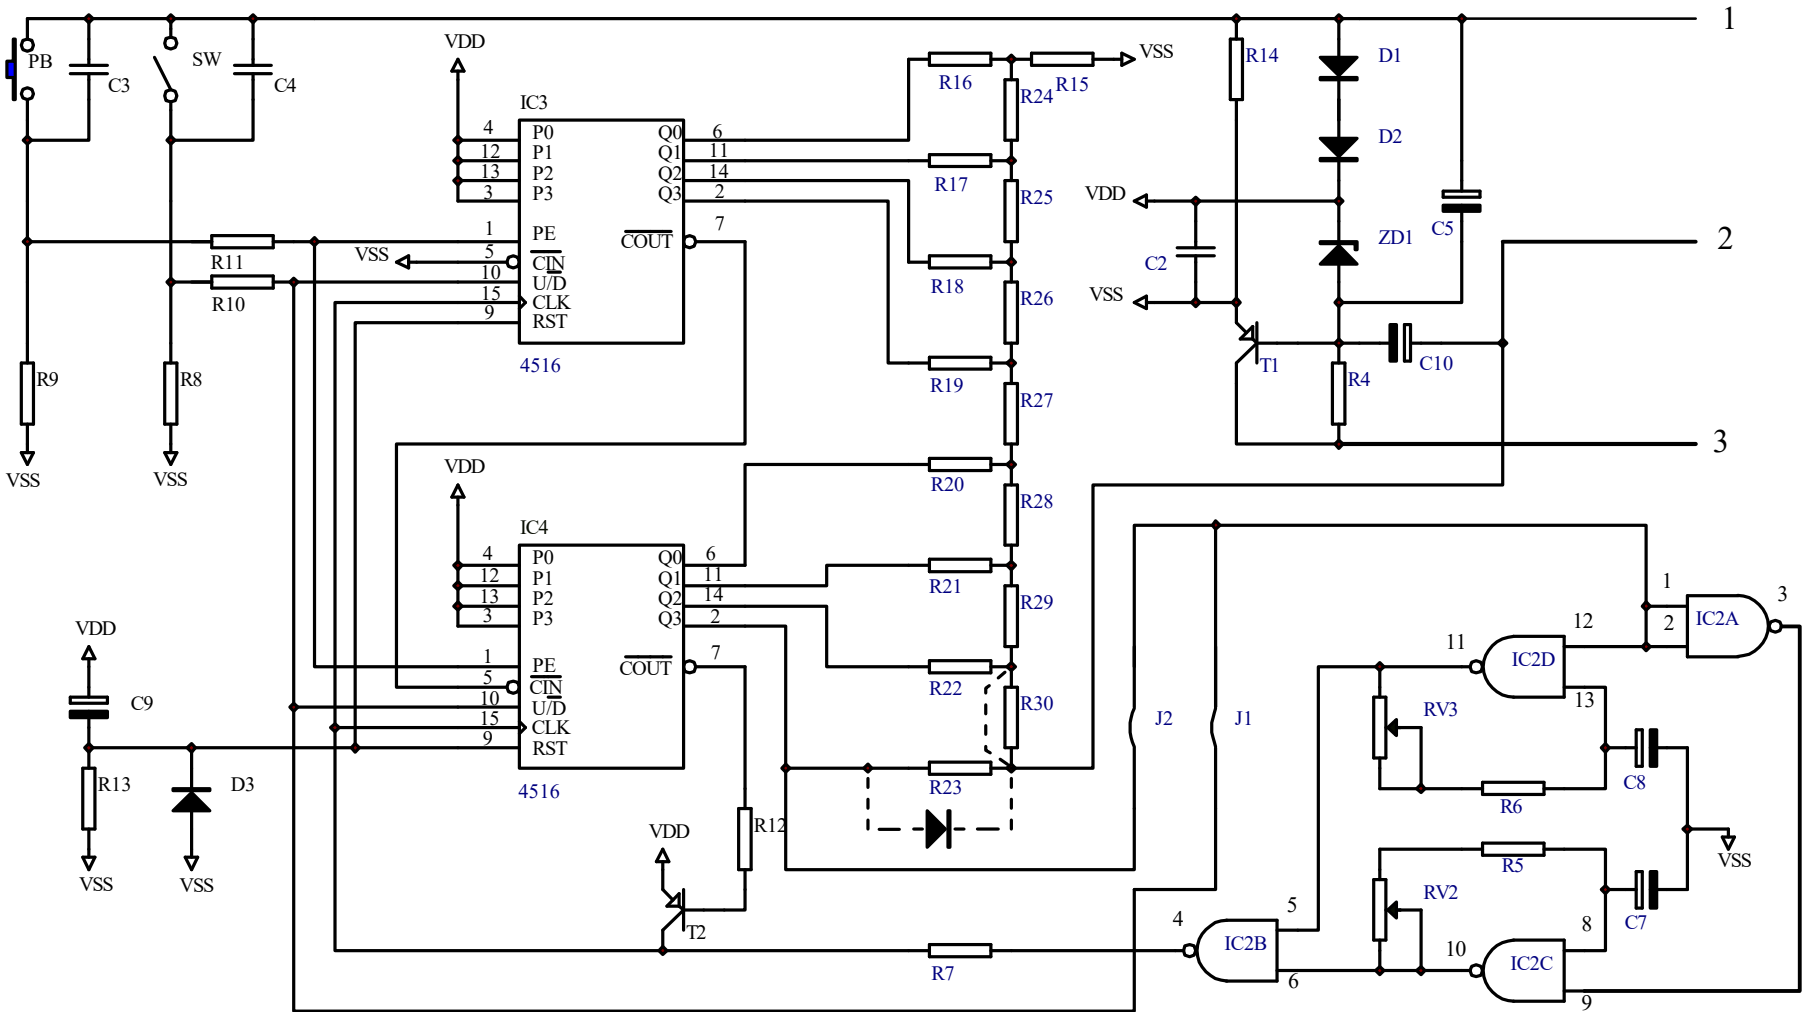 1
PB
C3
SW
C4
VDD
R16
R15
VSS
R14
D1
R24
IC3
D2
4 P0 Q0 6
12 P1 Q1 11
13 P2 Q2 14
3 P3 Q3 2
R17
R25
VDD
C5
1 PE COUT 7
VSS
5 CIN
10 U/D
15 CLK
9 RST
4516
R11
R10
R18
R26
C2
ZD1
2
VSS
R9
R8
R19
R27
T1
R4
C10
3
VSS
VSS
VDD
R20
R28
IC4
4 P0 Q0 6
12 P1 Q1 11
13 P2 Q2 14
3 P3 Q3 2
R21
R29
1
2
IC2A
3
12
11
IC2D
13
VDD
1 PE COUT 7
5 CIN
10 U/D
15 CLK
9 RST
4516
C9
R22
R30
J2
J1
RV3
R13
D3
R23
C8
R6
VDD
R12
VSS
VSS
VSS
R5
RV2
C7
T2
4
5
IC2B
6
8
10
IC2C
9
R7